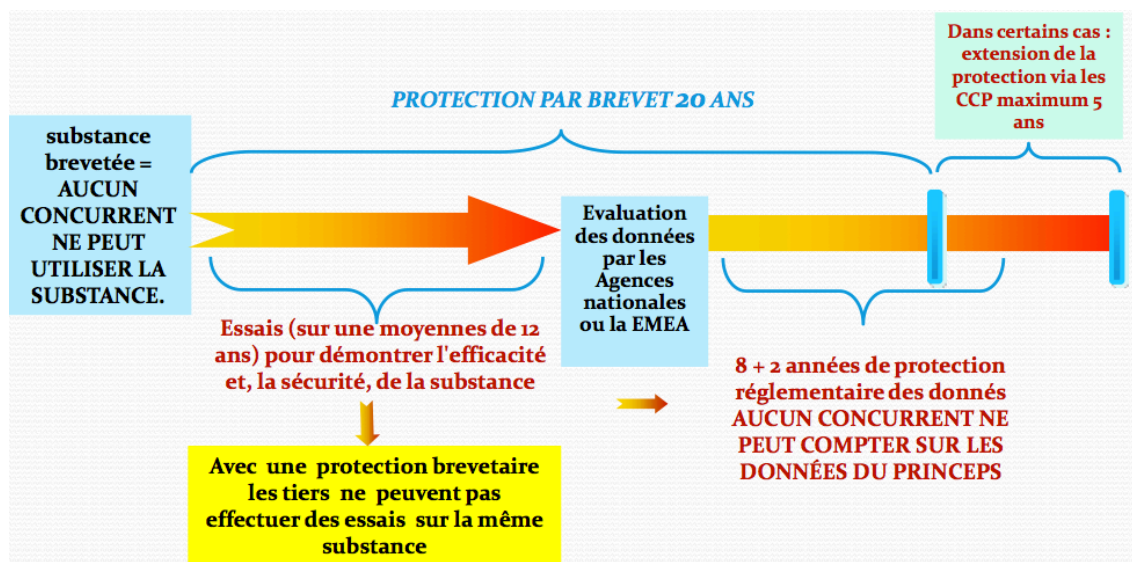 Dans certains cas :
extension de la
protection via les
CCP maximum 5
ans
PROTECTION PAR BREVET 20 ANS
substance
brevetée =
AUCUN
CONCURRENT
NE PEUT
UTILISER LA
SUBSTANCE.
Evaluation
des données
par les
Agences
nationales
ou la EMEA
Essais (sur une moyennes de 12
ans) pour démontrer l'efficacité
et, la sécurité, de la substance
8 + 2 années de protection
réglementaire des donnés
AUCUN CONCURRENT NE
PEUT COMPTER SUR LES
DONNÉES DU PRINCEPS
Avec une protection brevetaire
les tiers ne peuvent pas
effectuer des essais sur la même
substance